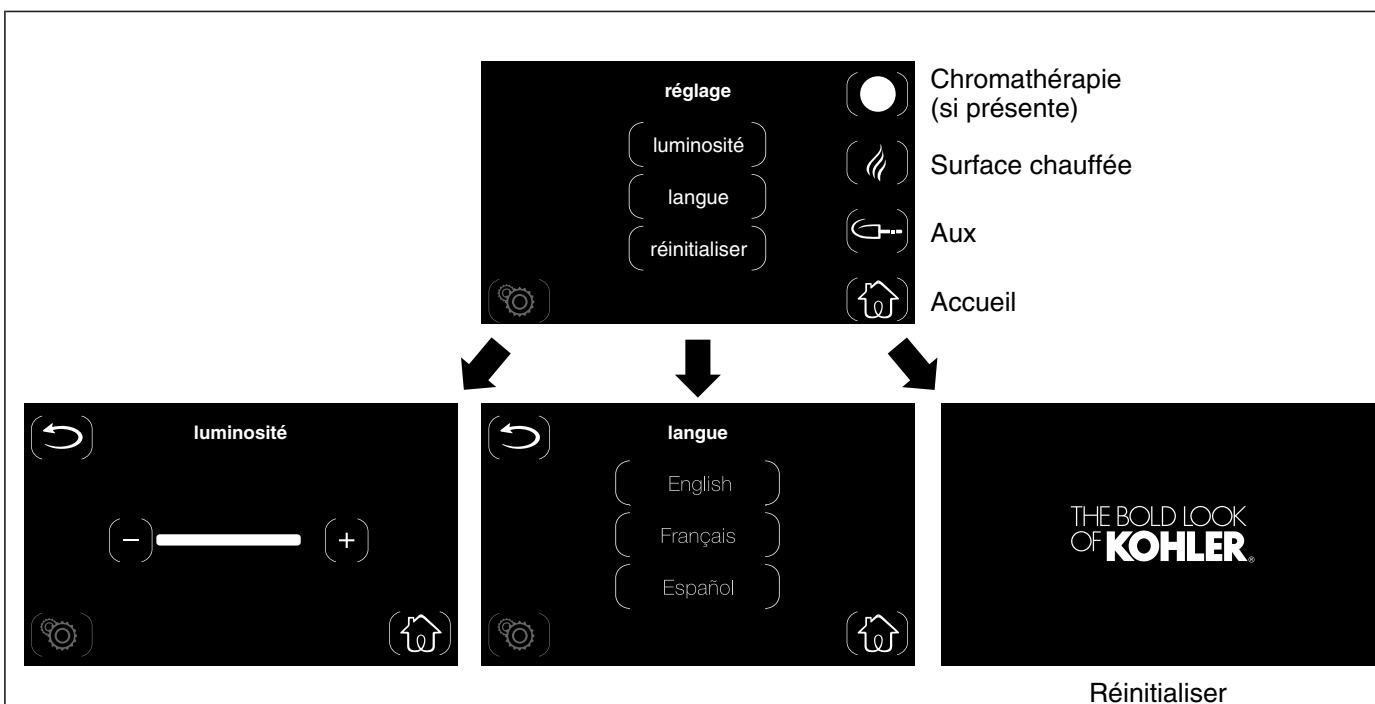 réglage
luminosité
langue
réinitialiser
Chromathérapie
(si présente)
Surface chauffée
Aux
Accueil
luminosité
−
+
langue
English
Français
Español
THE BOLD LOOK
OF KOHLER®
Réinitialiser